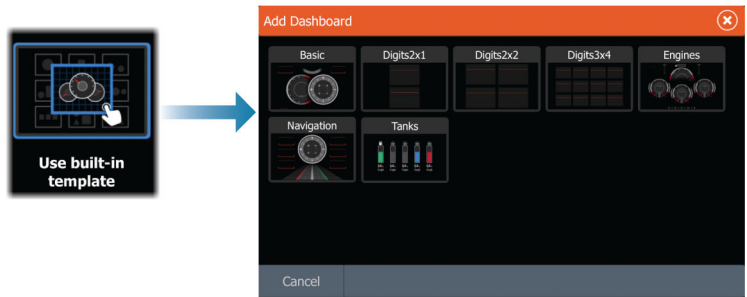 Use built-in
template
Add Dashboard
Basic
Digits2x1
Digits2x2
Digits3x4
Engines
Navigation
Tanks
Cancel